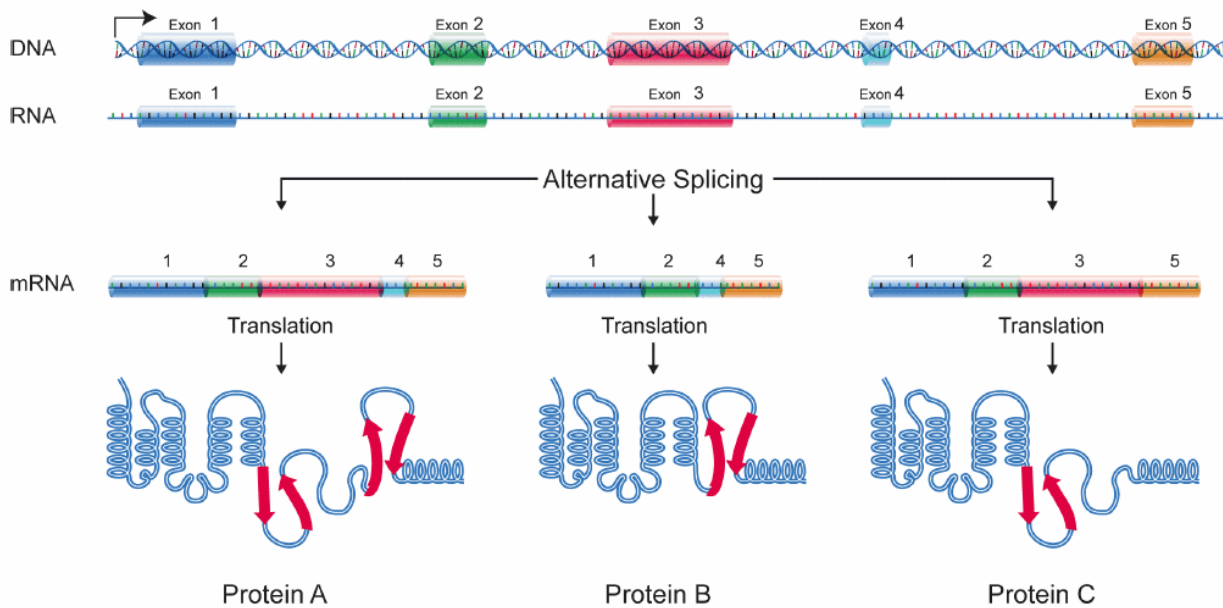 Exon 1 Exon 2 Exon 3 Exon 4 Exon 5
DNA
Exon 1 Exon 2 Exon 3 Exon 4 Exon 5
RNA
Alternative Splicing
1 2 3 4 5 1 2 4 5 1 2 3 5
mRNA
Translation Translation Translation
Protein A Protein B Protein C